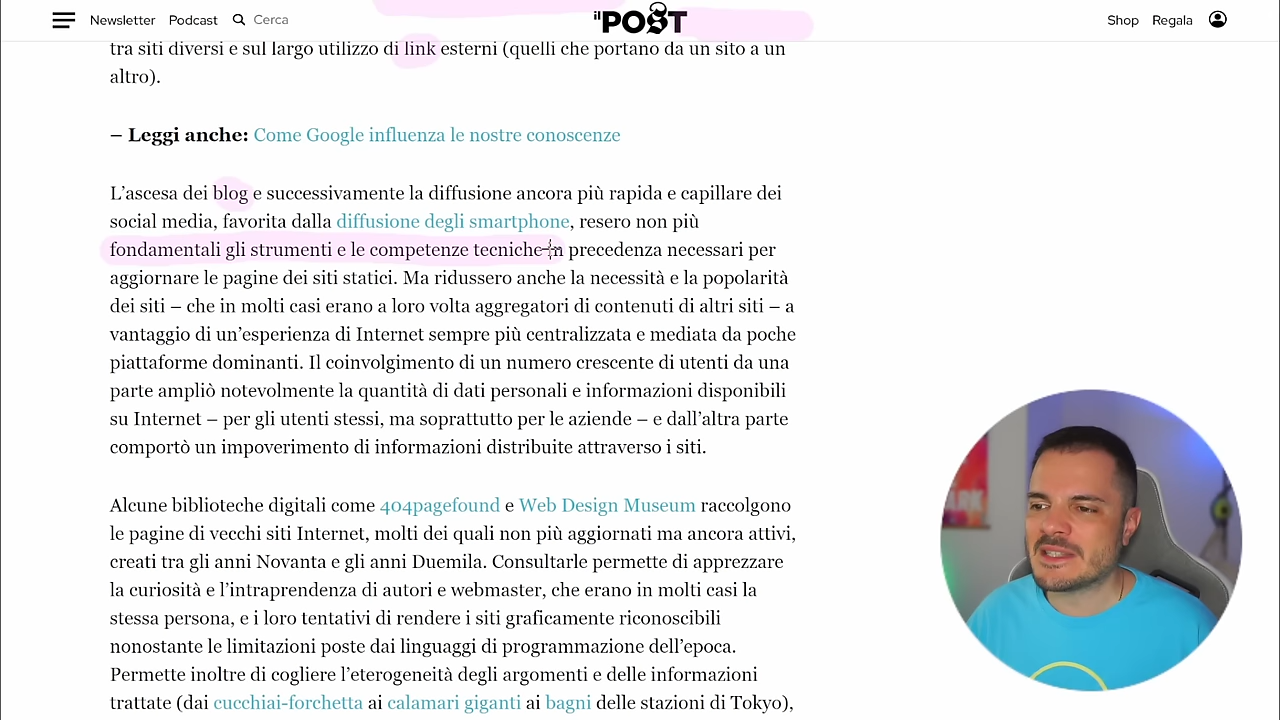 Newsletter Podcast Cerca
il POST
Shop Regala
tra siti diversi e sul largo utilizzo di link esterni (quelli che portano da un sito a un
altro).
– Leggi anche: Come Google influenza le nostre conoscenze
L’ascesa dei blog e successivamente la diffusione ancora più rapida e capillare dei
social media, favorita dalla diffusione degli smartphone, resero non più
fondamentali gli strumenti e le competenze tecniche in precedenza necessari per
aggiornare le pagine dei siti statici. Ma ridussero anche la necessità e la popolarità
dei siti – che in molti casi erano a loro volta aggregatori di contenuti di altri siti – a
vantaggio di un’esperienza di Internet sempre più centralizzata e mediata da poche
piattaforme dominanti. Il coinvolgimento di un numero crescente di utenti da una
parte ampliò notevolmente la quantità di dati personali e informazioni disponibili
su Internet – per gli utenti stessi, ma soprattutto per le aziende – e dall’altra parte
comportò un impoverimento di informazioni distribuite attraverso i siti.
Alcune biblioteche digitali come 404pagefound e Web Design Museum raccolgono
le pagine di vecchi siti Internet, molti dei quali non più aggiornati ma ancora attivi,
creati tra gli anni Novanta e gli anni Duemila. Consultarle permette di apprezzare
la curiosità e l’intraprendenza di autori e webmaster, che erano in molti casi la
stessa persona, e i loro tentativi di rendere i siti graficamente riconoscibili
nonostante le limitazioni poste dai linguaggi di programmazione dell’epoca.
Permette inoltre di cogliere l’eterogeneità degli argomenti e delle informazioni
trattate (dai cucchiai-forchetta ai calamari giganti ai bagni delle stazioni di Tokyo),